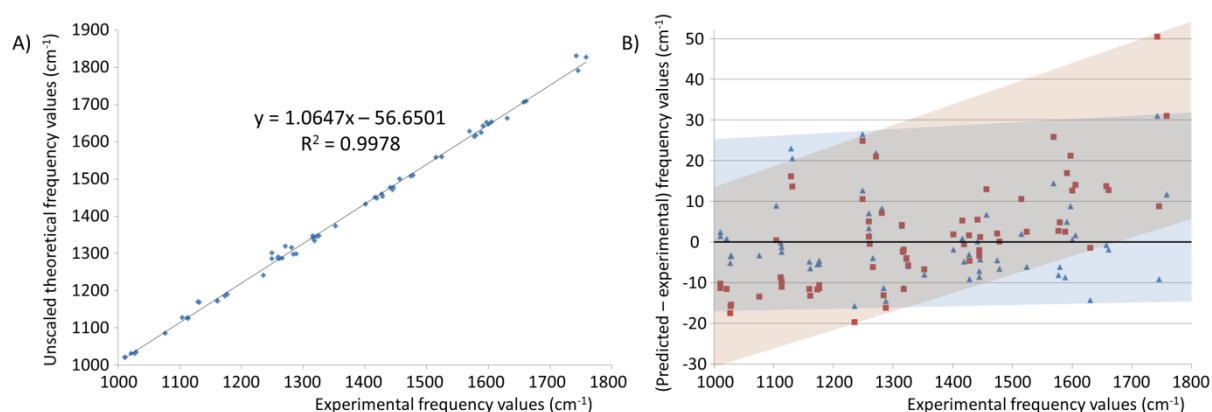 A)
Unscaled theoretical frequency values (cm-1)
1900
1800
1700
1600
1500
1400
1300
1200
1100
1000
y = 1.0647x – 56.6501
R² = 0.9978
1000 1100 1200 1300 1400 1500 1600 1700 1800
Experimental frequency values (cm⁻¹)
B)
(Predicted – experimental) frequency values (cm⁻¹)
50
40
30
20
10
0
-10
-20
-30
1000 1100 1200 1300 1400 1500 1600 1700 1800
Experimental frequency values (cm⁻¹)